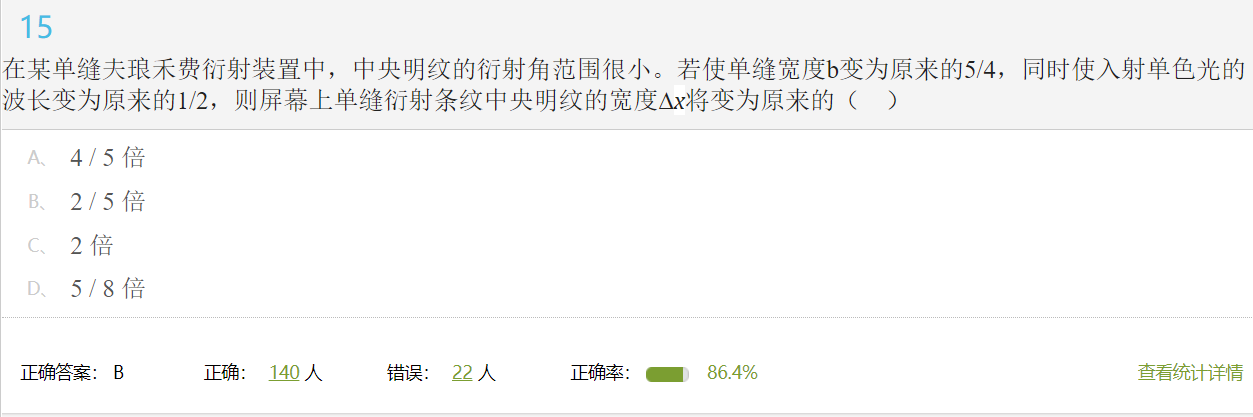 15
在某单缝夫琅禾费衍射装置中，中央明纹的衍射角范围很小。若使单缝宽度b变为原来的5/4，同时使入射单色光的
波长变为原来的1/2，则屏幕上单缝衍射条纹中央明纹的宽度Δx将变为原来的（　）
A、 4 / 5 倍
B、 2 / 5 倍
C、 2 倍
D、 5 / 8 倍
正确答案： B 正确： 140 人 错误： 22 人 正确率： 86.4% 查看统计详情